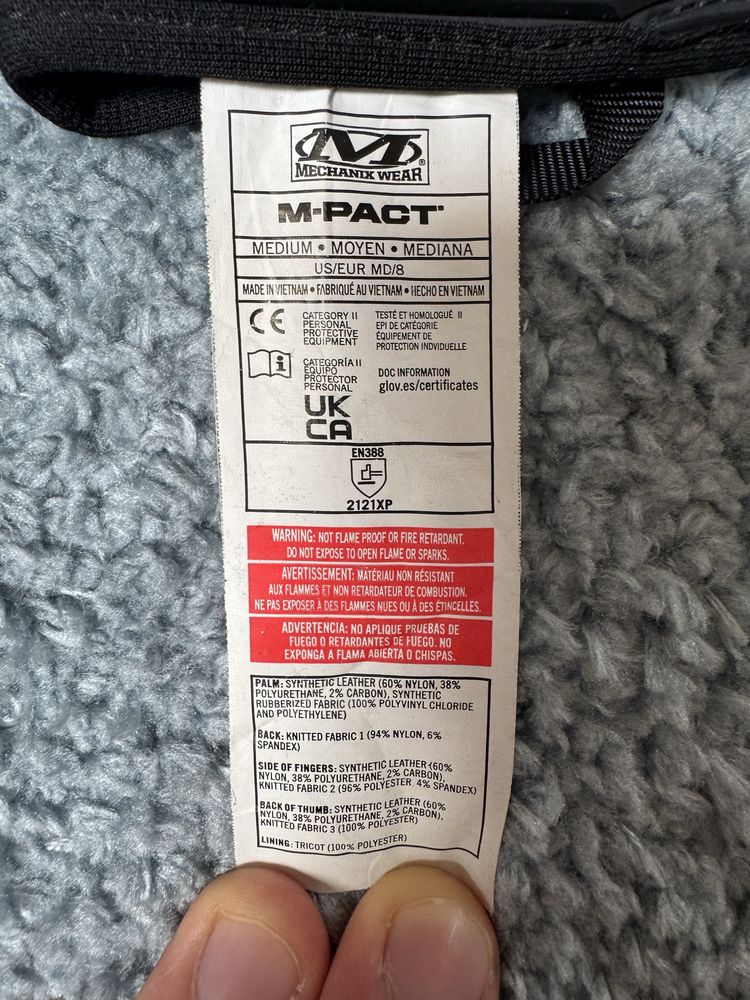 M®
MECHANIX WEAR
M-PACT®
MEDIUM • MOYEN • MEDIANA
US/EUR MD/8
MADE IN VIETNAM • FABRIQUÉ AU VIETNAM • HECHO EN VIETNAM
CE
CATEGORY II
PERSONAL
PROTECTIVE
EQUIPMENT
TESTÉ ET HOMOLOGUÉ II
EPI DE CATÉGORIE
ÉQUIPEMENT DE
PROTECTION INDVIDUELLE
i
CATEGORÍA II
EQUIPO
PROTECTOR
PERSONAL
DOC INFORMATION
glov.es/certificates
UK
CA
EN388
2121XP
WARNING: NOT FLAME PROOF OR FIRE RETARDANT.
DO NOT EXPOSE TO OPEN FLAME OR SPARKS.
AVERTISSEMENT: MATÉRIAU NON RÉSISTANT
AUX FLAMMES ET NON RETARDATEUR DE COMBUSTION.
NE PAS EXPOSER À DES FLAMMES NUES OU À DES ÉTINCELLES.
ADVERTENCIA: NO APLIQUE PRUEBAS DE
FUEGO O RETARDANTES DE FUEGO. NO
EXPONGA A FLAMA ABIERTA O CHISPAS.
PALM: SYNTHETIC LEATHER (60% NYLON, 38%
POLYURETHANE, 2% CARBON), SYNTHETIC
RUBBERIZED FABRIC (100% POLYVINYL CHLORIDE
AND POLYETHYLENE)
BACK: KNITTED FABRIC 1 (94% NYLON, 6%
SPANDEX)
SIDE OF FINGERS: SYNTHETIC LEATHER (60%
NYLON, 38% POLYURETHANE, 2% CARBON),
KNITTED FABRIC 2 (96% POLYESTER 4% SPANDEX)
BACK OF THUMB: SYNTHETIC LEATHER (60%
NYLON, 38% POLYURETHANE, 2% CARBON),
KNITTED FABRIC 3 (100% POLYESTER)
LINING: TRICOT (100% POLYESTER)